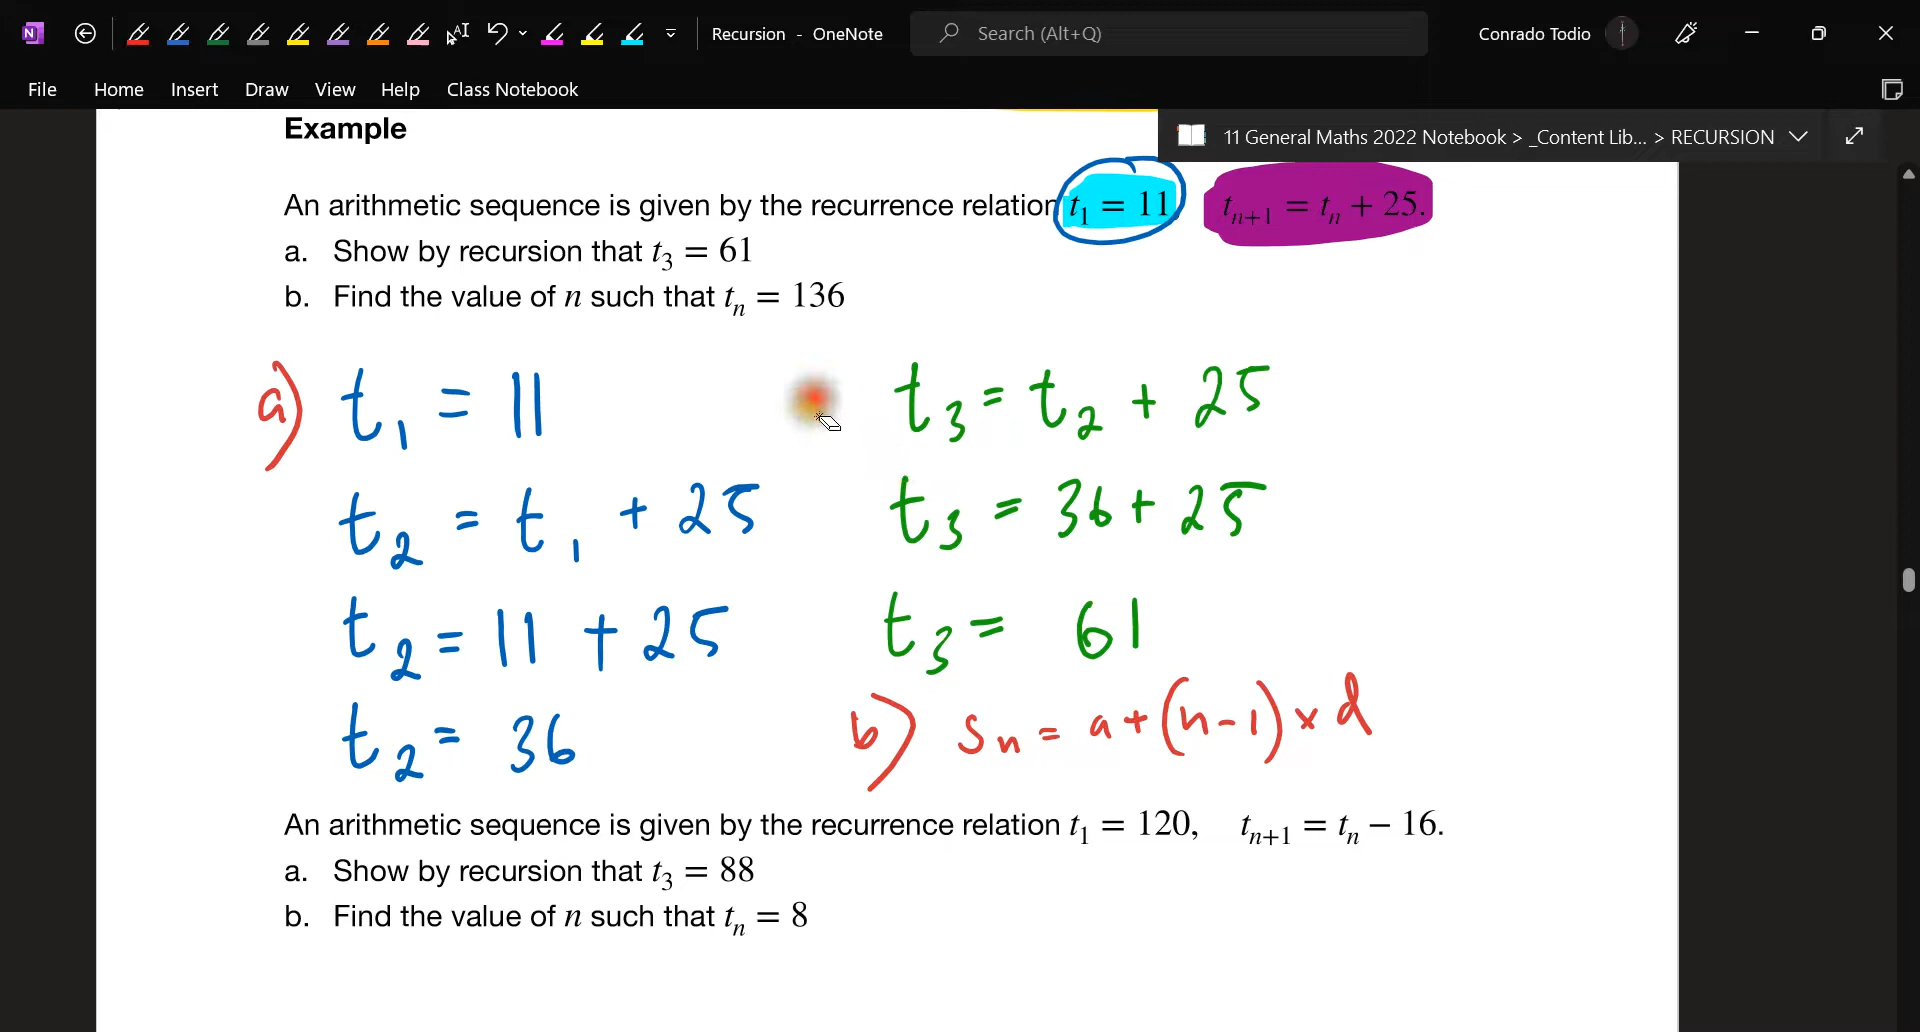 Recursion - OneNote
Search (Alt+Q)
Conrado Todio
File Home Insert Draw View Help Class Notebook
11 General Maths 2022 Notebook > _Content Lib... > RECURSION
Example
An arithmetic sequence is given by the recurrence relation t₁ = 11, tₙ₊₁ = tₙ + 25.
a. Show by recursion that t₃ = 61
b. Find the value of n such that tₙ = 136
a) t₁ = 11
t₂ = t₁ + 25
t₂ = 11 + 25
t₂ = 36
t₃ = t₂ + 25
t₃ = 36 + 25
t₃ = 61
b) Sₙ = a + (n - 1) × d
An arithmetic sequence is given by the recurrence relation t₁ = 120, tₙ₊₁ = tₙ − 16.
a. Show by recursion that t₃ = 88
b. Find the value of n such that tₙ = 8